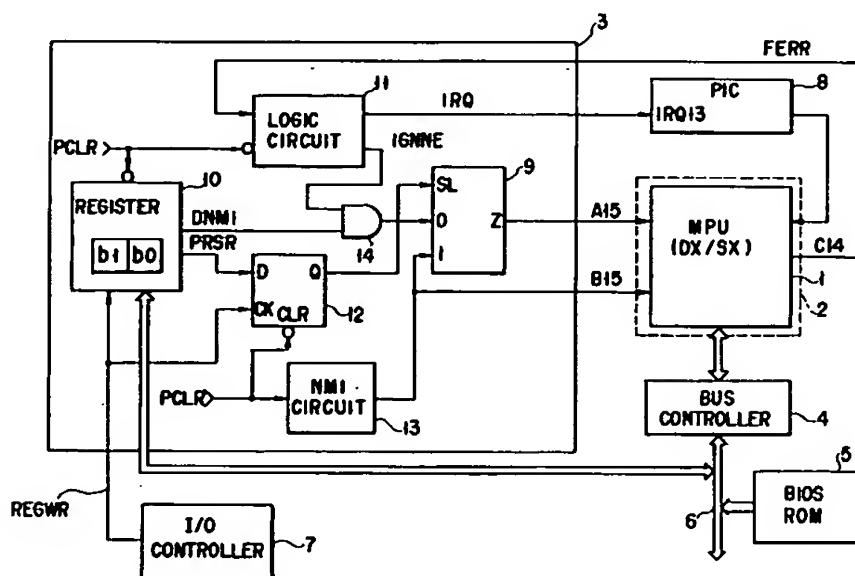 3
FERR
11
LOGIC
CIRCUIT
IRQ
8
PIC
IRQ13
PCLR
IGNNE
10
REGISTER
9
SL
0
I
Z
A15
MPU
(DX/SX)
DNMI
14
PRSR
b1 b0
D
Q
CK
CLR
12
B15
C14
1
2
PCLR
NMI
CIRCUIT
13
BUS
CONTROLLER
4
5
BIOS
ROM
6
REGWR
I/O
CONTROLLER
7